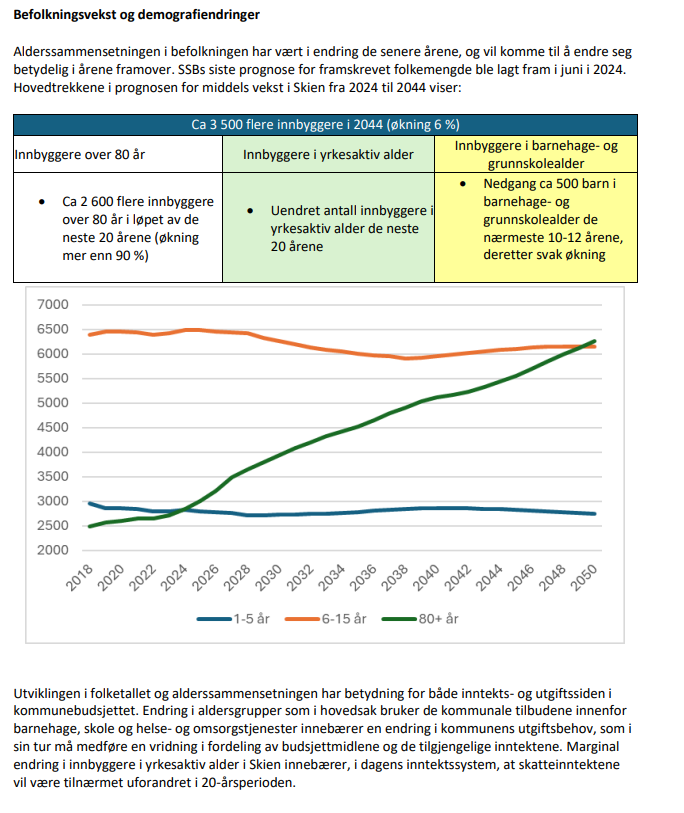 Befolkningsvekst og demografiendringer
Alderssammensetningen i befolkningen har vært i endring de senere årene, og vil komme til å endre seg
betydelig i årene framover. SSBs siste prognose for framskrevet folkemengde ble lagt fram i juni i 2024.
Hovedtrekkene i prognosen for middels vekst i Skien fra 2024 til 2044 viser:
Ca 3 500 flere innbyggere i 2044 (økning 6 %)
Innbyggere over 80 år
Innbyggere i yrkesaktiv alder
Innbyggere i barnehage- og
grunnskolealder
• Ca 2 600 flere innbyggere
over 80 år i løpet av de
neste 20 årene (økning
mer enn 90 %)
• Uendret antall innbyggere i
yrkesaktiv alder de neste
20 årene
• Nedgang ca 500 barn i
barnehage- og
grunnskolealder de
nærmeste 10-12 årene,
deretter svak økning
7000
6500
6000
5500
5000
4500
4000
3500
3000
2500
2000
2018 2020 2022 2024 2026 2028 2030 2032 2034 2036 2038 2040 2042 2044 2046 2048 2050
1-5 år 6-15 år 80+ år
Utviklingen i folketallet og alderssammensetningen har betydning for både inntekts- og utgiftssiden i
kommunebudsjettet. Endring i aldersgrupper som i hovedsak bruker de kommunale tilbudene innenfor
barnehage, skole og helse- og omsorgstjenester innebærer en endring i kommunens utgiftsbehov, som i
sin tur må medføre en vridning i fordeling av budsjettmidlene og de tilgjengelige inntektene. Marginal
endring i innbyggere i yrkesaktiv alder i Skien innebærer, i dagens inntektssystem, at skatteinntektene
vil være tilnærmet uforandret i 20-årsperioden.